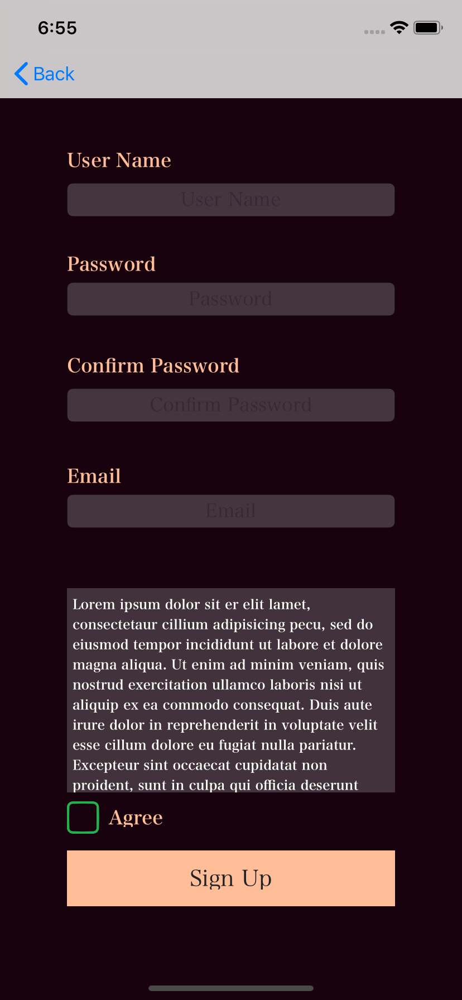 6:55
Back
User Name
User Name
Password
Password
Confirm Password
Confirm Password
Email
Email
Lorem ipsum dolor sit er elit lamet,
consectetaur cillium adipisicing pecu, sed do
eiusmod tempor incididunt ut labore et dolore
magna aliqua. Ut enim ad minim veniam, quis
nostrud exercitation ullamco laboris nisi ut
aliquip ex ea commodo consequat. Duis aute
irure dolor in reprehenderit in voluptate velit
esse cillum dolore eu fugiat nulla pariatur.
Excepteur sint occaecat cupidatat non
proident, sunt in culpa qui officia deserunt
Agree
Sign Up